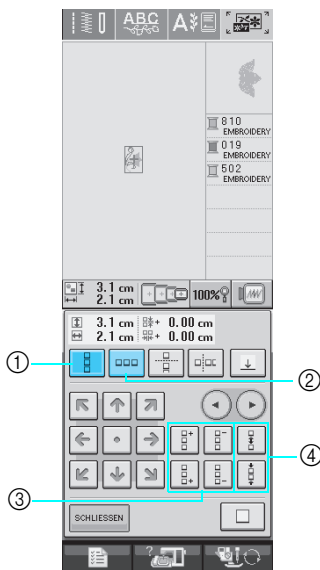 ABC A
810
EMBROIDERY
019
EMBROIDERY
502
EMBROIDERY
3.1 cm
2.1 cm 100%
3.1 cm + 0.00 cm
2.1 cm + 0.00 cm
①
②
③
④
SCHLIESSEN
?